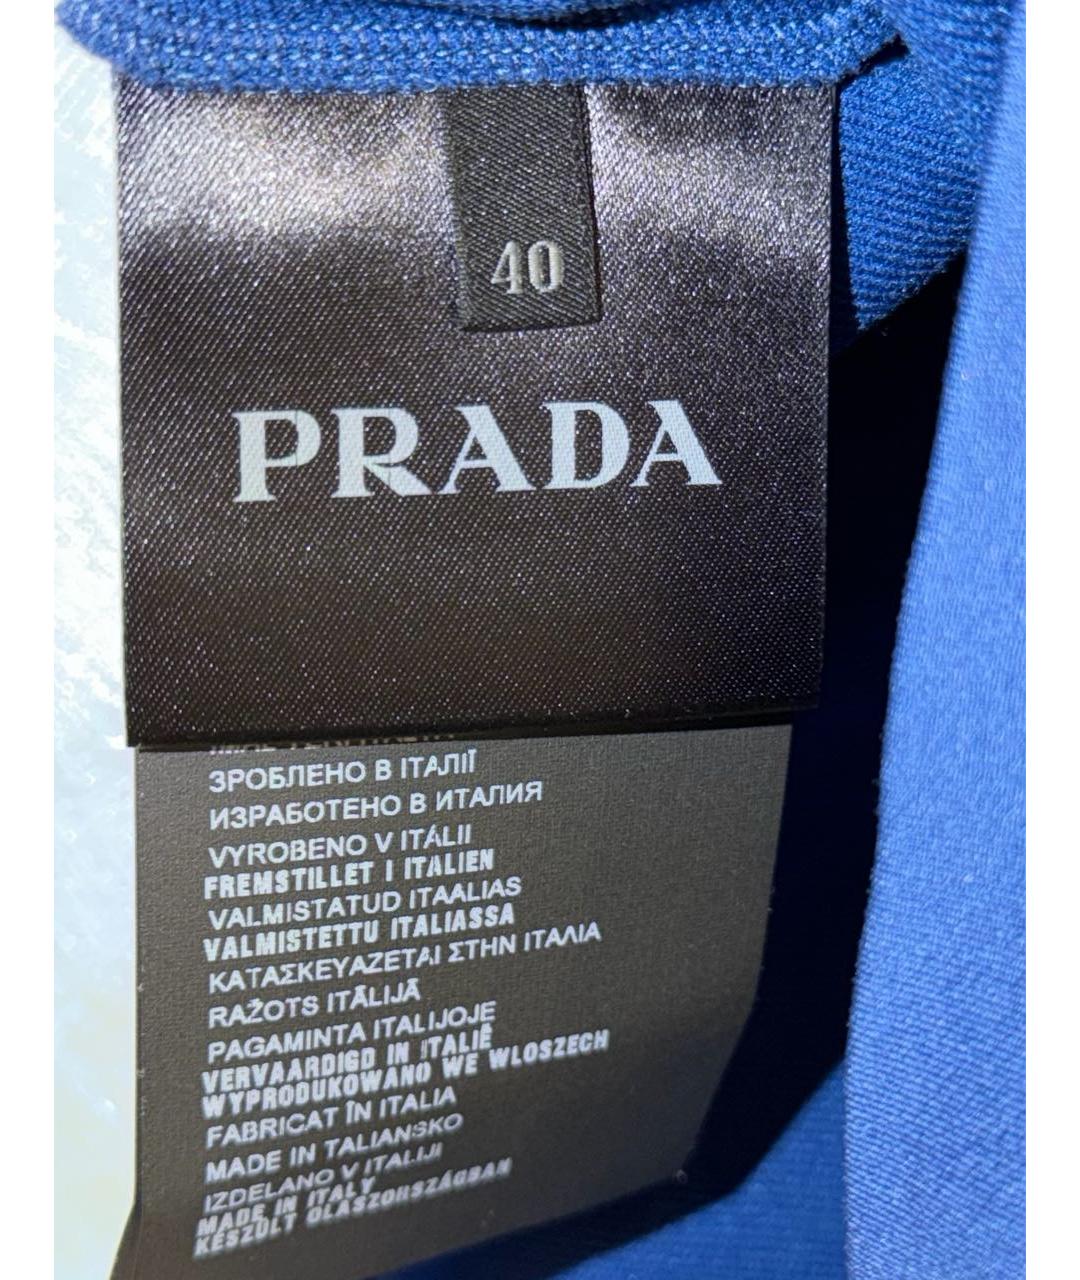 40
PRADA
ЗРОБЛЕНО В ІТАЛІЇ
ИЗРАБОТЕНО В ИТАЛИЯ
VYROBENO V ITÁLII
FREMSTILLET I ITALIEN
VALMISTATUD ITAALIAS
VALMISTETTU ITALIASSA
ΚΑΤΑΣΚΕΥΑΖΕΤΑΙ ΣΤΗΝ ΙΤΑΛΙΑ
RAŽOTS ITĀLIJĀ
PAGAMINTA ITALIJOJE
VERVAARDIGD IN ITALIË
WYPRODUKOWANO WE WLOSZECH
FABRICAT ÎN ITALIA
MADE IN TALIANSKO
IZDELANO V ITALIJI
MADE IN ITALY
KÉSZÜLT OLASZORSZÁGBAN